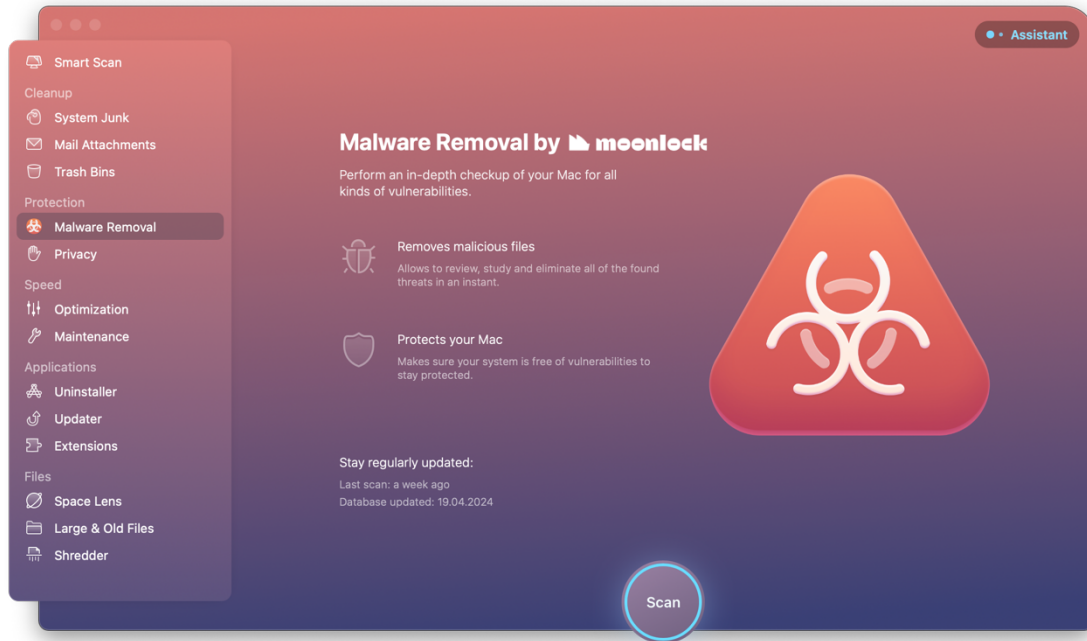 Assistant
Smart Scan
Cleanup
System Junk
Mail Attachments
Trash Bins
Protection
Malware Removal
Privacy
Speed
Optimization
Maintenance
Applications
Uninstaller
Updater
Extensions
Files
Space Lens
Large & Old Files
Shredder
Malware Removal by moonlock
Perform an in-depth checkup of your Mac for all
kinds of vulnerabilities.
Removes malicious files
Allows to review, study and eliminate all of the found
threats in an instant.
Protects your Mac
Makes sure your system is free of vulnerabilities to
stay protected.
Stay regularly updated:
Last scan: a week ago
Database updated: 19.04.2024
Scan